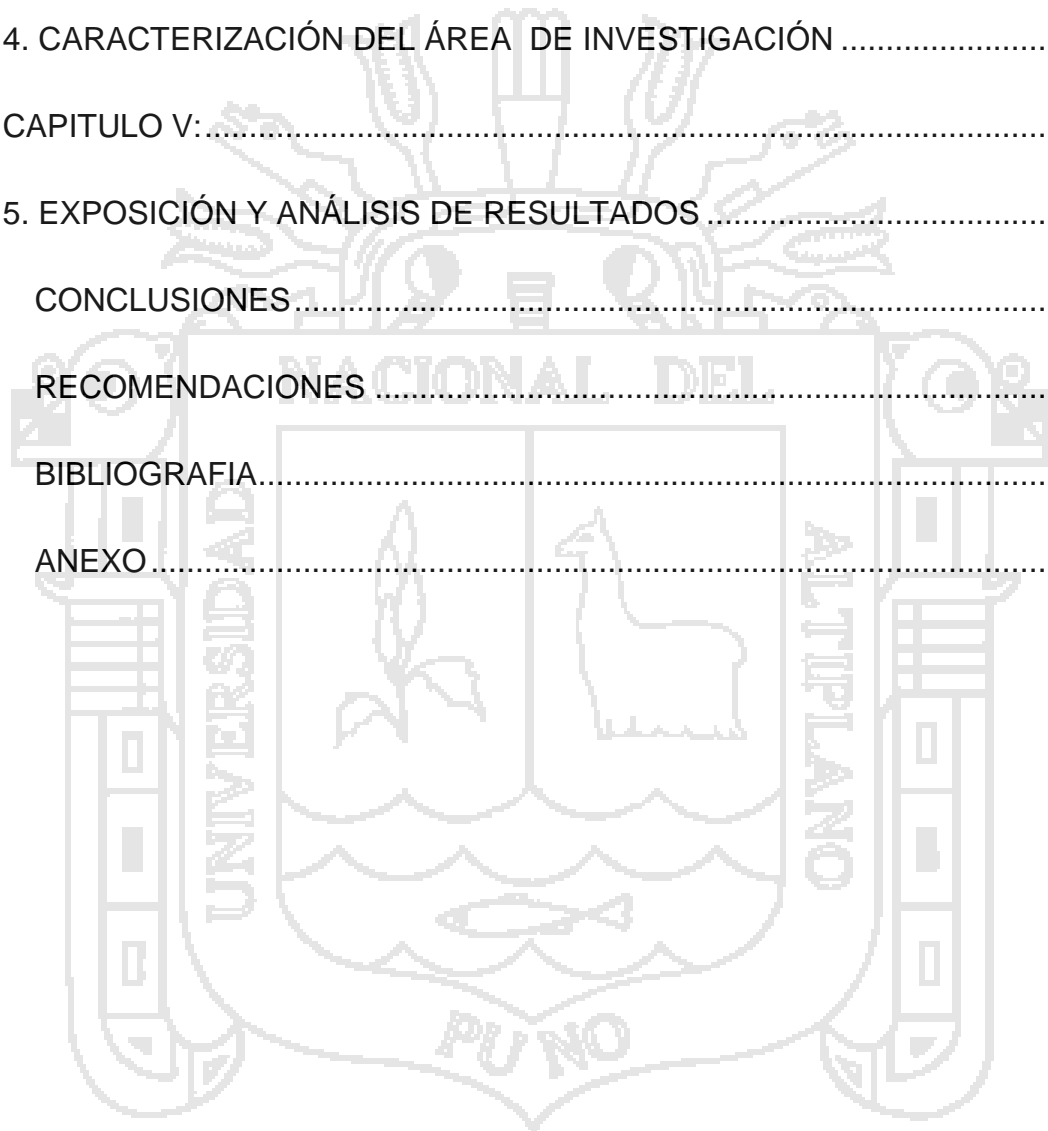 4. CARACTERIZACIÓN DEL ÁREA DE INVESTIGACIÓN .......................
CAPITULO V:..............................................................................................
5. EXPOSICIÓN Y ANÁLISIS DE RESULTADOS ......................................
CONCLUSIONES....................................................................................
RECOMENDACIONES ...........................................................................
BIBLIOGRAFIA........................................................................................
ANEXO....................................................................................................
NACIONAL DEL
UNIVERSIDAD
ALTIPLANO
PUNO